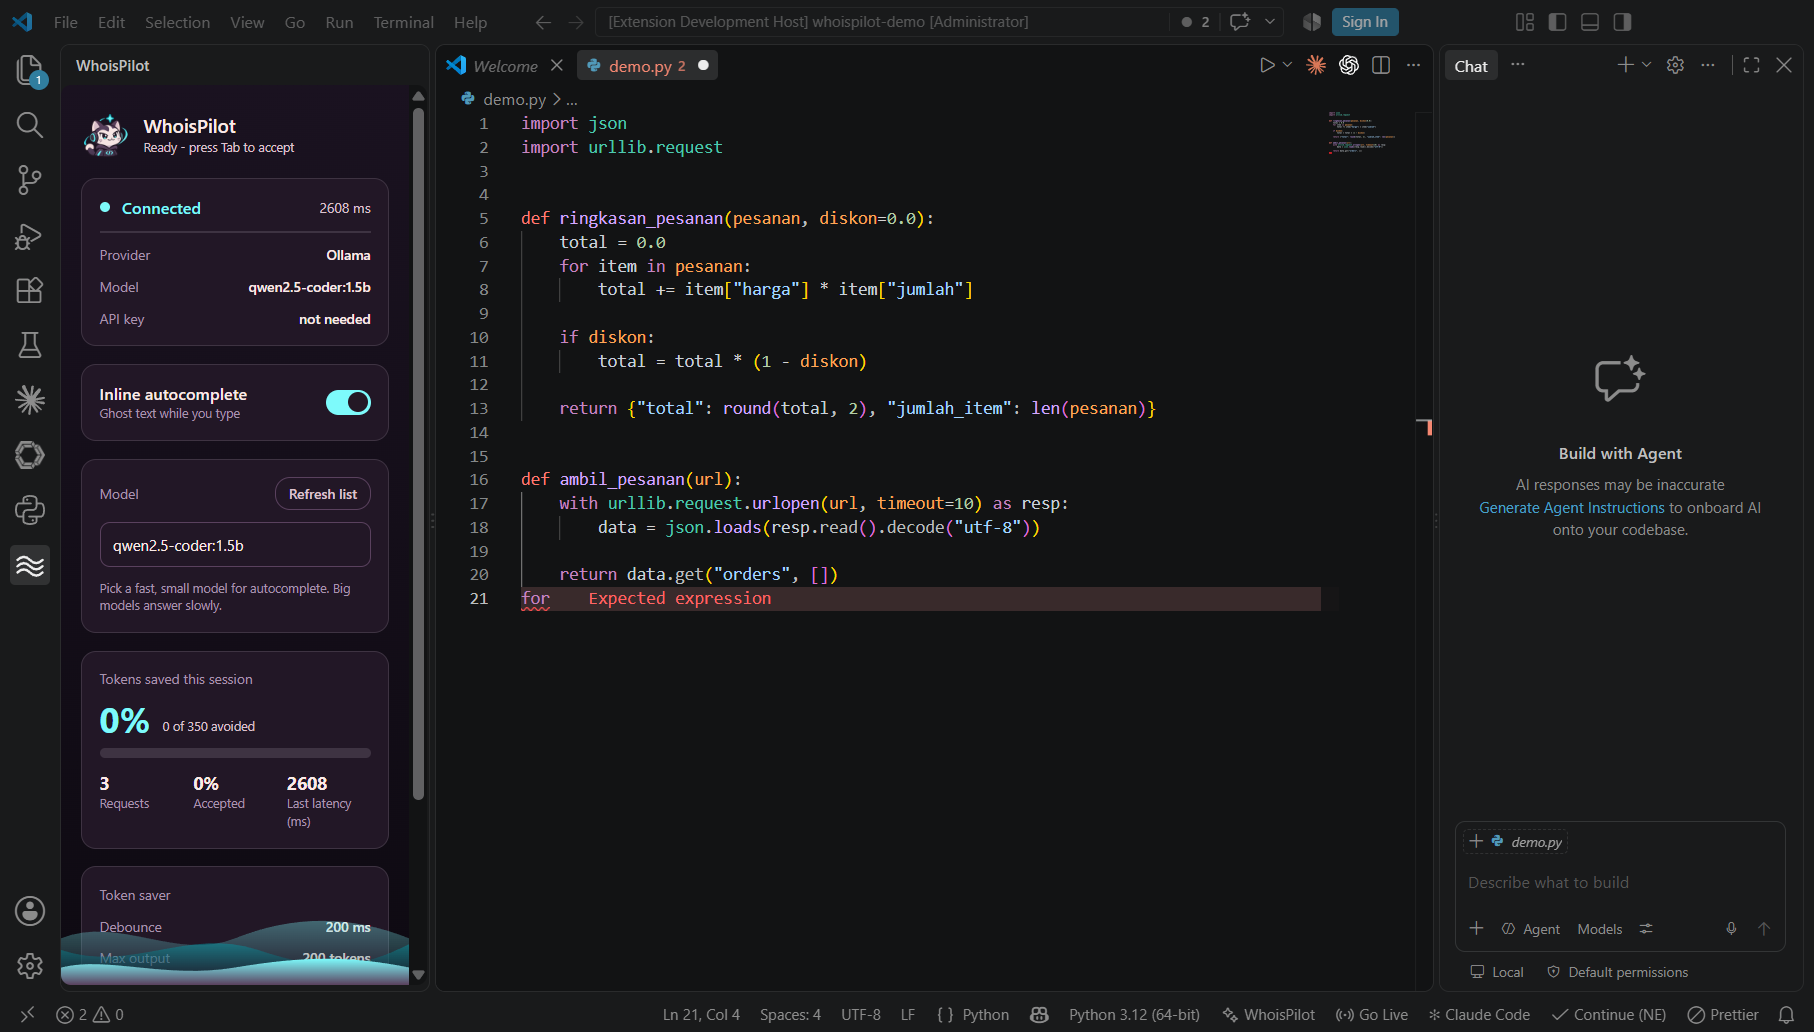 File Edit Selection View Go Run Terminal Help
[Extension Development Host] whoispilot-demo [Administrator]
2
Sign In
1
WhoisPilot
WhoisPilot
Ready - press Tab to accept
Connected 2608 ms
Provider Ollama
Model qwen2.5-coder:1.5b
API key not needed
Inline autocomplete
Ghost text while you type
Model Refresh list
qwen2.5-coder:1.5b
Pick a fast, small model for autocomplete. Big
models answer slowly.
Tokens saved this session
0% 0 of 350 avoided
3 0% 2608
Requests Accepted Last latency
(ms)
Token saver
Debounce 200 ms
Max output 200 tokens
Welcome demo.py 2
demo.py > ...
1 import json
2 import urllib.request
3
4
5 def ringkasan_pesanan(pesanan, diskon=0.0):
6 total = 0.0
7 for item in pesanan:
8 total += item["harga"] * item["jumlah"]
9
10 if diskon:
11 total = total * (1 - diskon)
12
13 return {"total": round(total, 2), "jumlah_item": len(pesanan)}
14
15
16 def ambil_pesanan(url):
17 with urllib.request.urlopen(url, timeout=10) as resp:
18 data = json.loads(resp.read().decode("utf-8"))
19
20 return data.get("orders", [])
21 for Expected expression
Chat
Build with Agent
AI responses may be inaccurate
Generate Agent Instructions to onboard AI
onto your codebase.
demo.py
Describe what to build
Agent Models
Local Default permissions
2 0
Ln 21, Col 4 Spaces: 4 UTF-8 LF { } Python Python 3.12 (64-bit) WhoisPilot Go Live Claude Code Continue (NE) Prettier